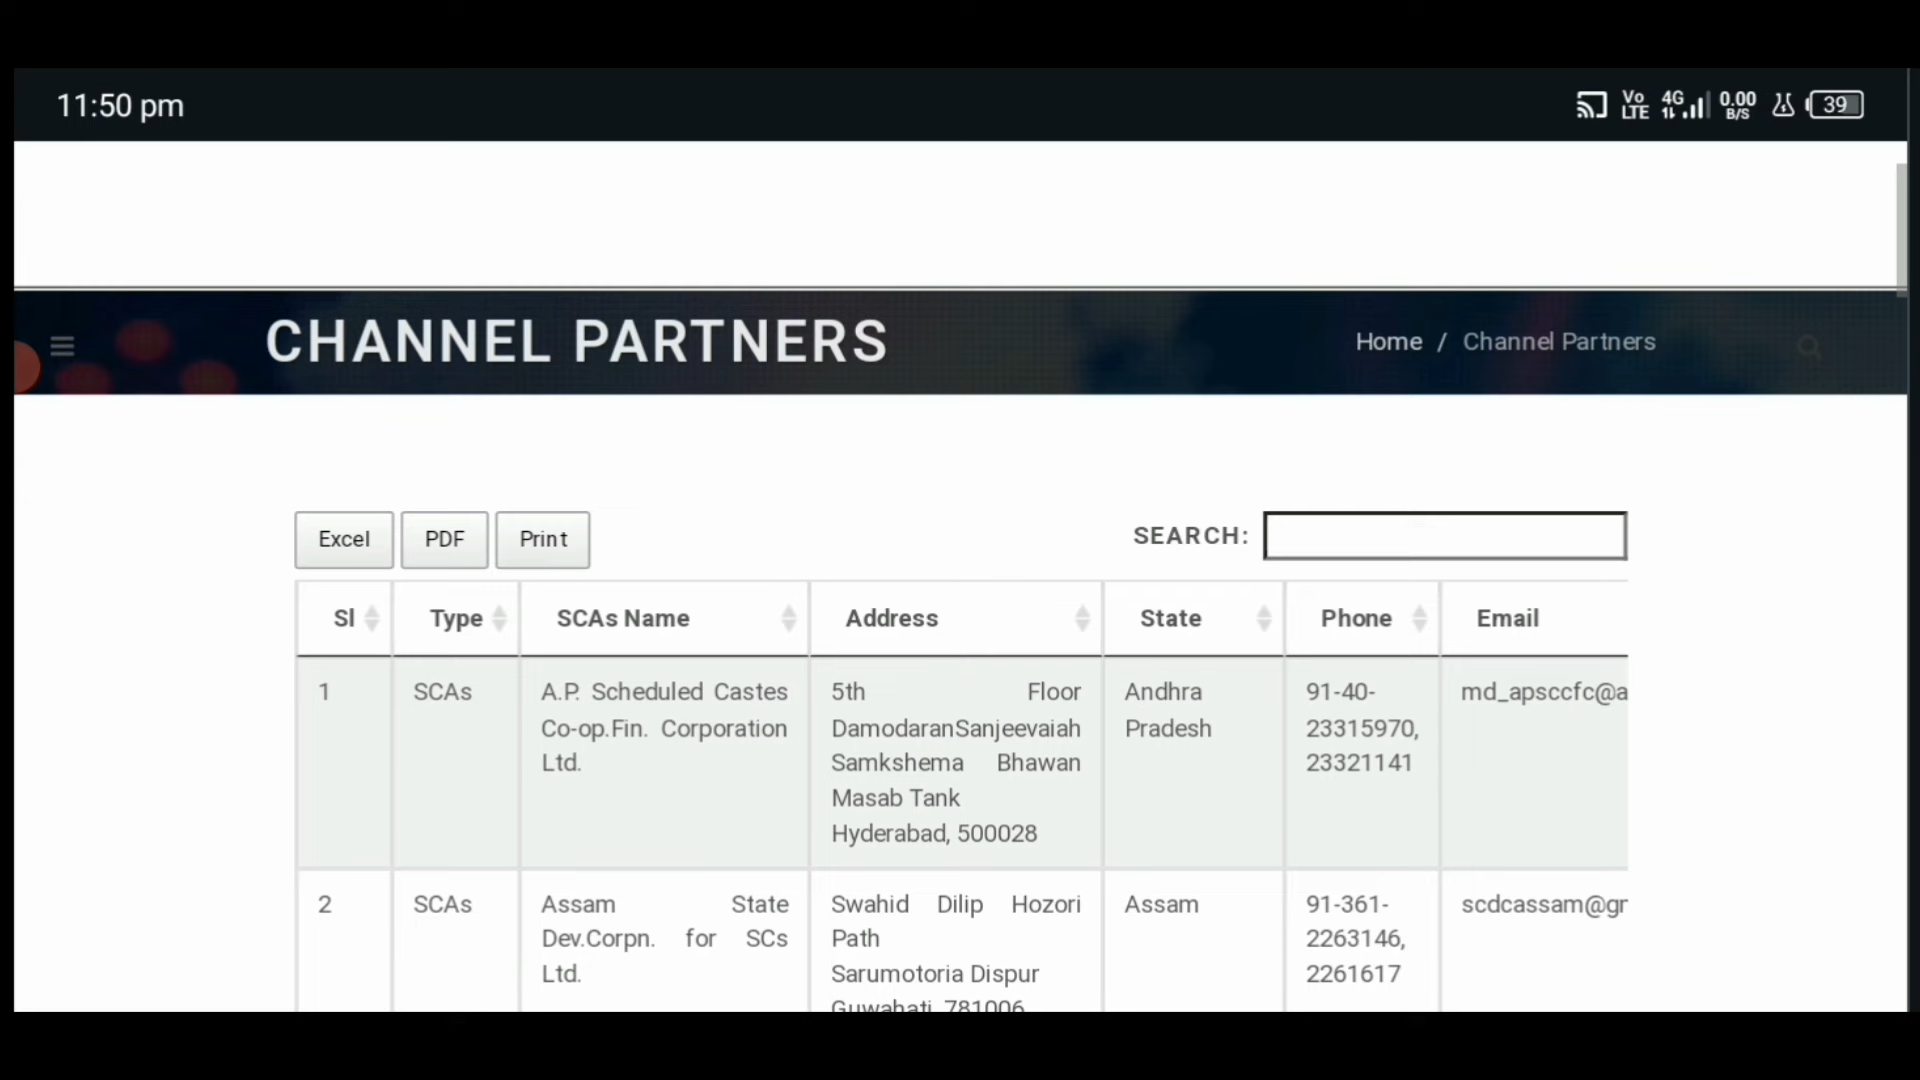 11:50 pm
Vo LTE 4G 0.00 B/S 39
CHANNEL PARTNERS
Home / Channel Partners
Excel PDF Print SEARCH:
Sl Type SCAs Name Address State Phone Email
1 SCAs A.P. Scheduled Castes 5th Floor Andhra 91-40- md_apsccfc@a
Co-op.Fin. Corporation DamodaranSanjeevaiah Pradesh 23315970,
Ltd. Samkshema Bhawan 23321141
Masab Tank
Hyderabad, 500028
2 SCAs Assam State Swahid Dilip Hozori Assam 91-361- scdcassam@gr
Dev.Corpn. for SCs Path 2263146,
Ltd. Sarumotoria Dispur 2261617
Guwahati, 781006